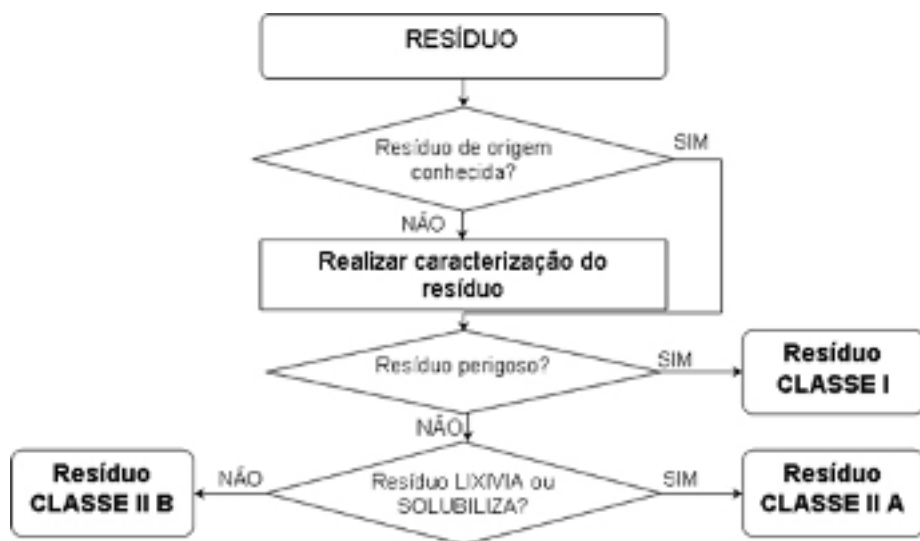 RESÍDUO
Resíduo de origem
conhecida?
SIM
NÃO
Realizar caracterização do
resíduo
Resíduo perigoso?
SIM
Resíduo
CLASSE I
NÃO
Resíduo
CLASSE II B
NÃO
Resíduo LIXIVIA ou
SOLUBILIZA?
SIM
Resíduo
CLASSE II A